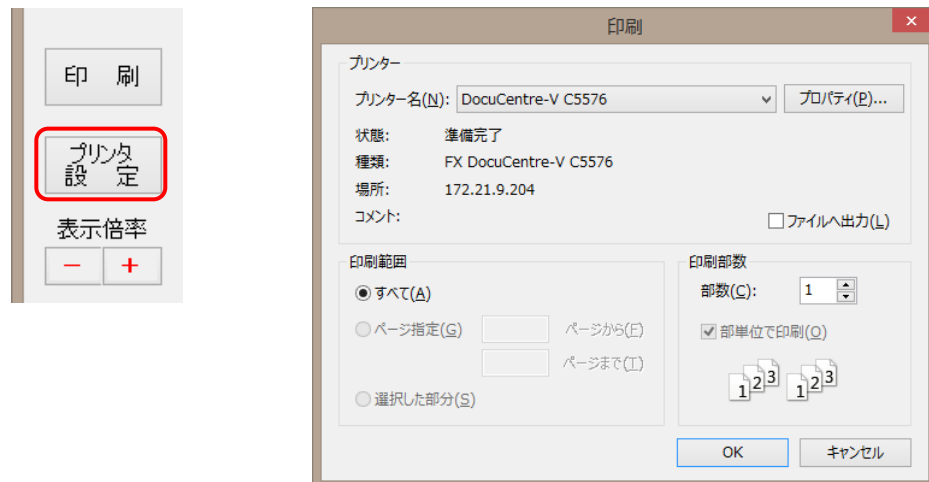 印 刷
プリンタ
設 定
表示倍率
− +
印刷
プリンター
プリンター名(N): DocuCentre-V C5576 プロパティ(P)...
状態: 準備完了
種類: FX DocuCentre-V C5576
場所: 172.21.9.204
コメント:
ファイルへ出力(L)
印刷範囲
すべて(A)
ページ指定(G) ページから(F)
ページまで(T)
選択した部分(S)
印刷部数
部数(C): 1
部単位で印刷(O)
1 2 3 1 2 3
OK キャンセル